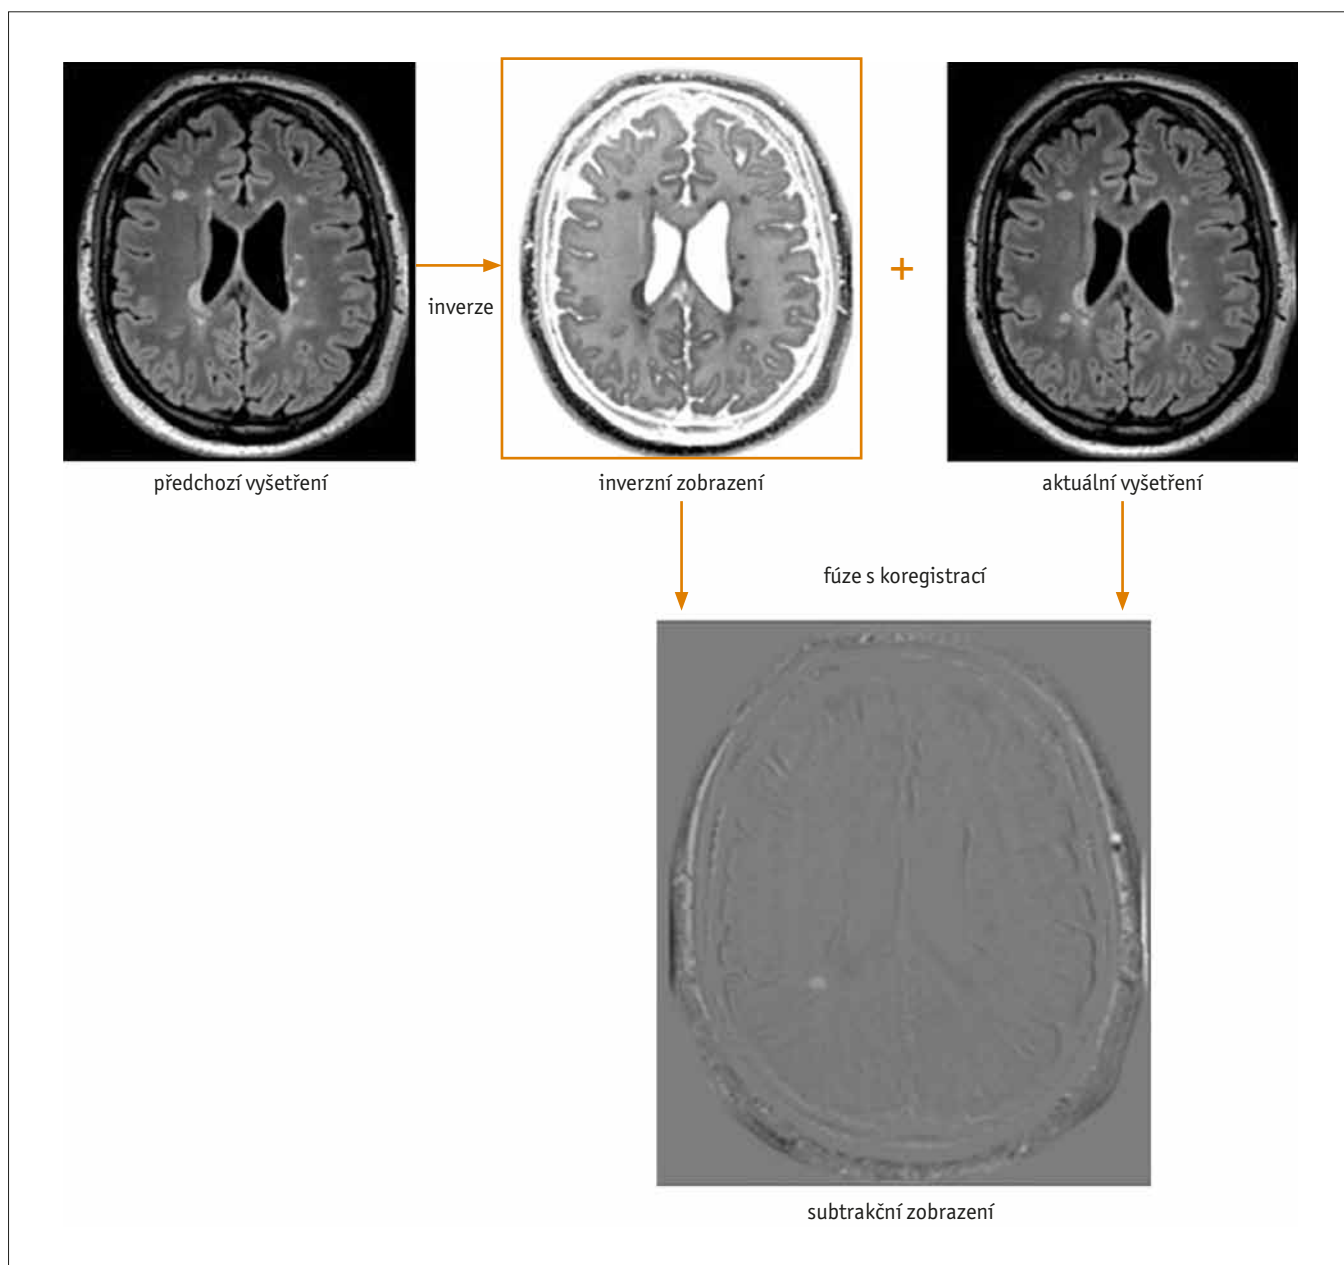 inverze
+
předchozí vyšetření
inverzní zobrazení
aktuální vyšetření
fúze s koregistrací
subtrakční zobrazení